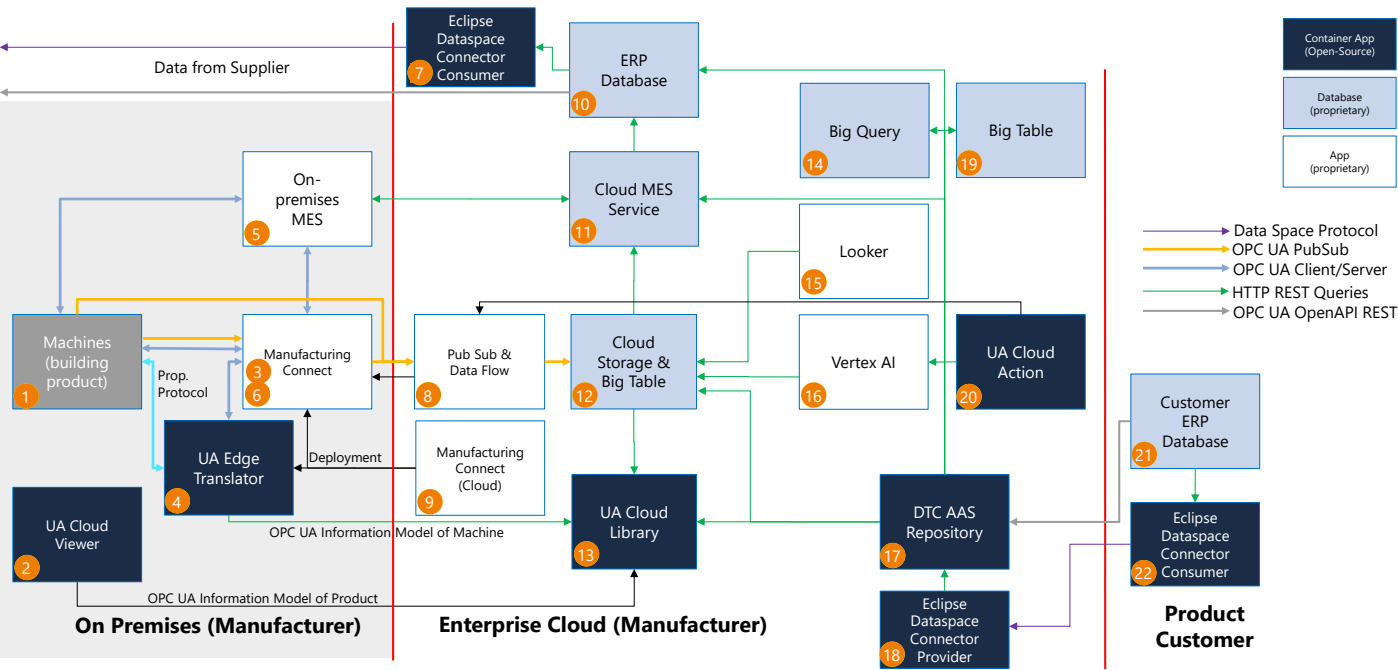 Eclipse
Dataspace
Connector
Consumer
7
Data from Supplier
ERP
Database
10
Container App
(Open-Source)
Database
(proprietary)
App
(proprietary)
Big Query
14
Big Table
19
On-
premises
MES
5
Cloud MES
Service
11
Looker
15
Data Space Protocol
OPC UA PubSub
OPC UA Client/Server
HTTP REST Queries
OPC UA OpenAPI REST
Machines
(building
product)
1
Prop.
Protocol
Manufacturing
Connect
3
6
Pub Sub &
Data Flow
8
Cloud
Storage &
Big Table
12
Vertex AI
16
UA Cloud
Action
20
Customer
ERP
Database
21
UA Edge
Translator
4
Deployment
Manufacturing
Connect
(Cloud)
9
UA Cloud
Viewer
2
OPC UA Information Model of Machine
UA Cloud
Library
13
DTC AAS
Repository
17
Eclipse
Dataspace
Connector
Consumer
22
OPC UA Information Model of Product
Eclipse
Dataspace
Connector
Provider
18
On Premises (Manufacturer)
Enterprise Cloud (Manufacturer)
Product
Customer